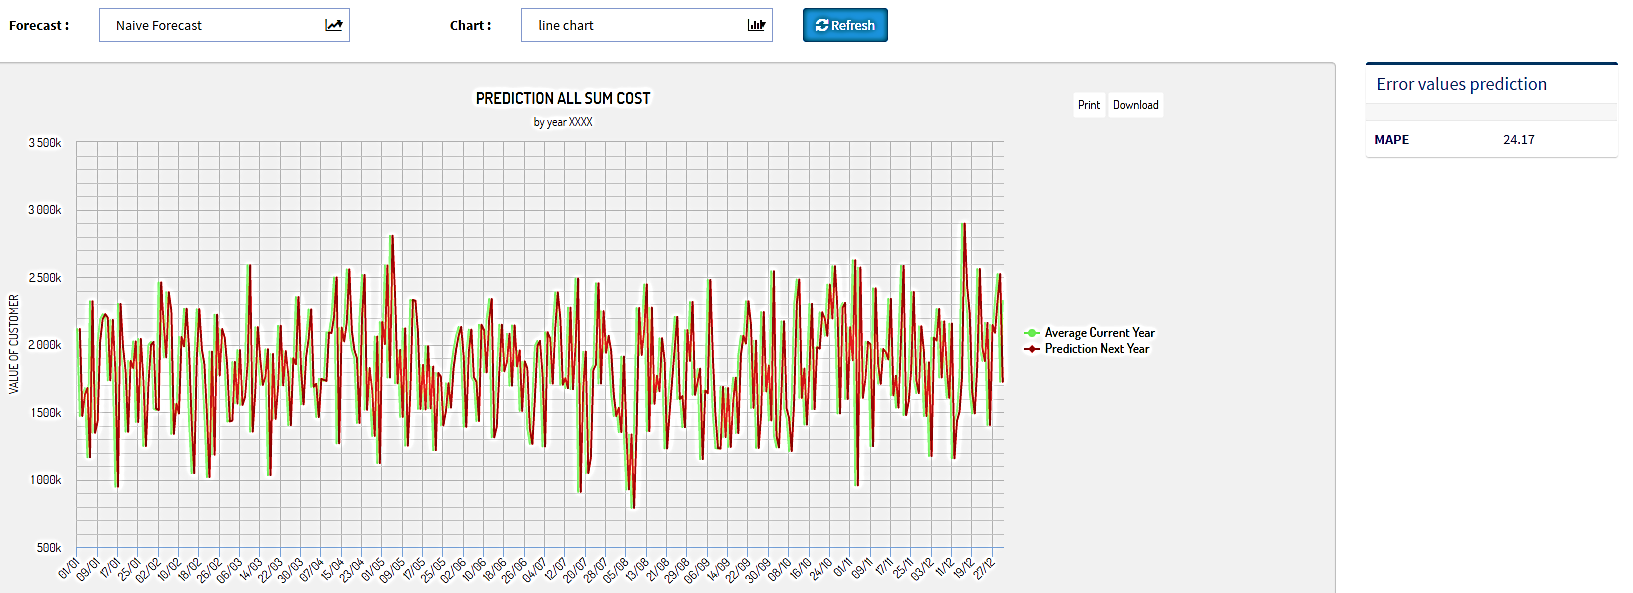 Forecast :
Naive Forecast
Chart :
line chart
Refresh
PREDICTION ALL SUM COST
by year XXXX
Print
Download
Error values prediction
MAPE 24.17
VALUE OF CUSTOMER
3 500k
3 000k
2 500k
2 000k
1 500k
1 000k
500k
Average Current Year
Prediction Next Year
01/01
09/01
17/01
25/01
02/02
10/02
18/02
26/02
06/03
14/03
22/03
30/03
07/04
15/04
23/04
01/05
09/05
17/05
25/05
02/06
10/06
18/06
26/06
04/07
12/07
20/07
28/07
05/08
13/08
21/08
29/08
06/09
14/09
22/09
30/09
08/10
16/10
24/10
01/11
09/11
17/11
25/11
03/12
11/12
19/12
27/12